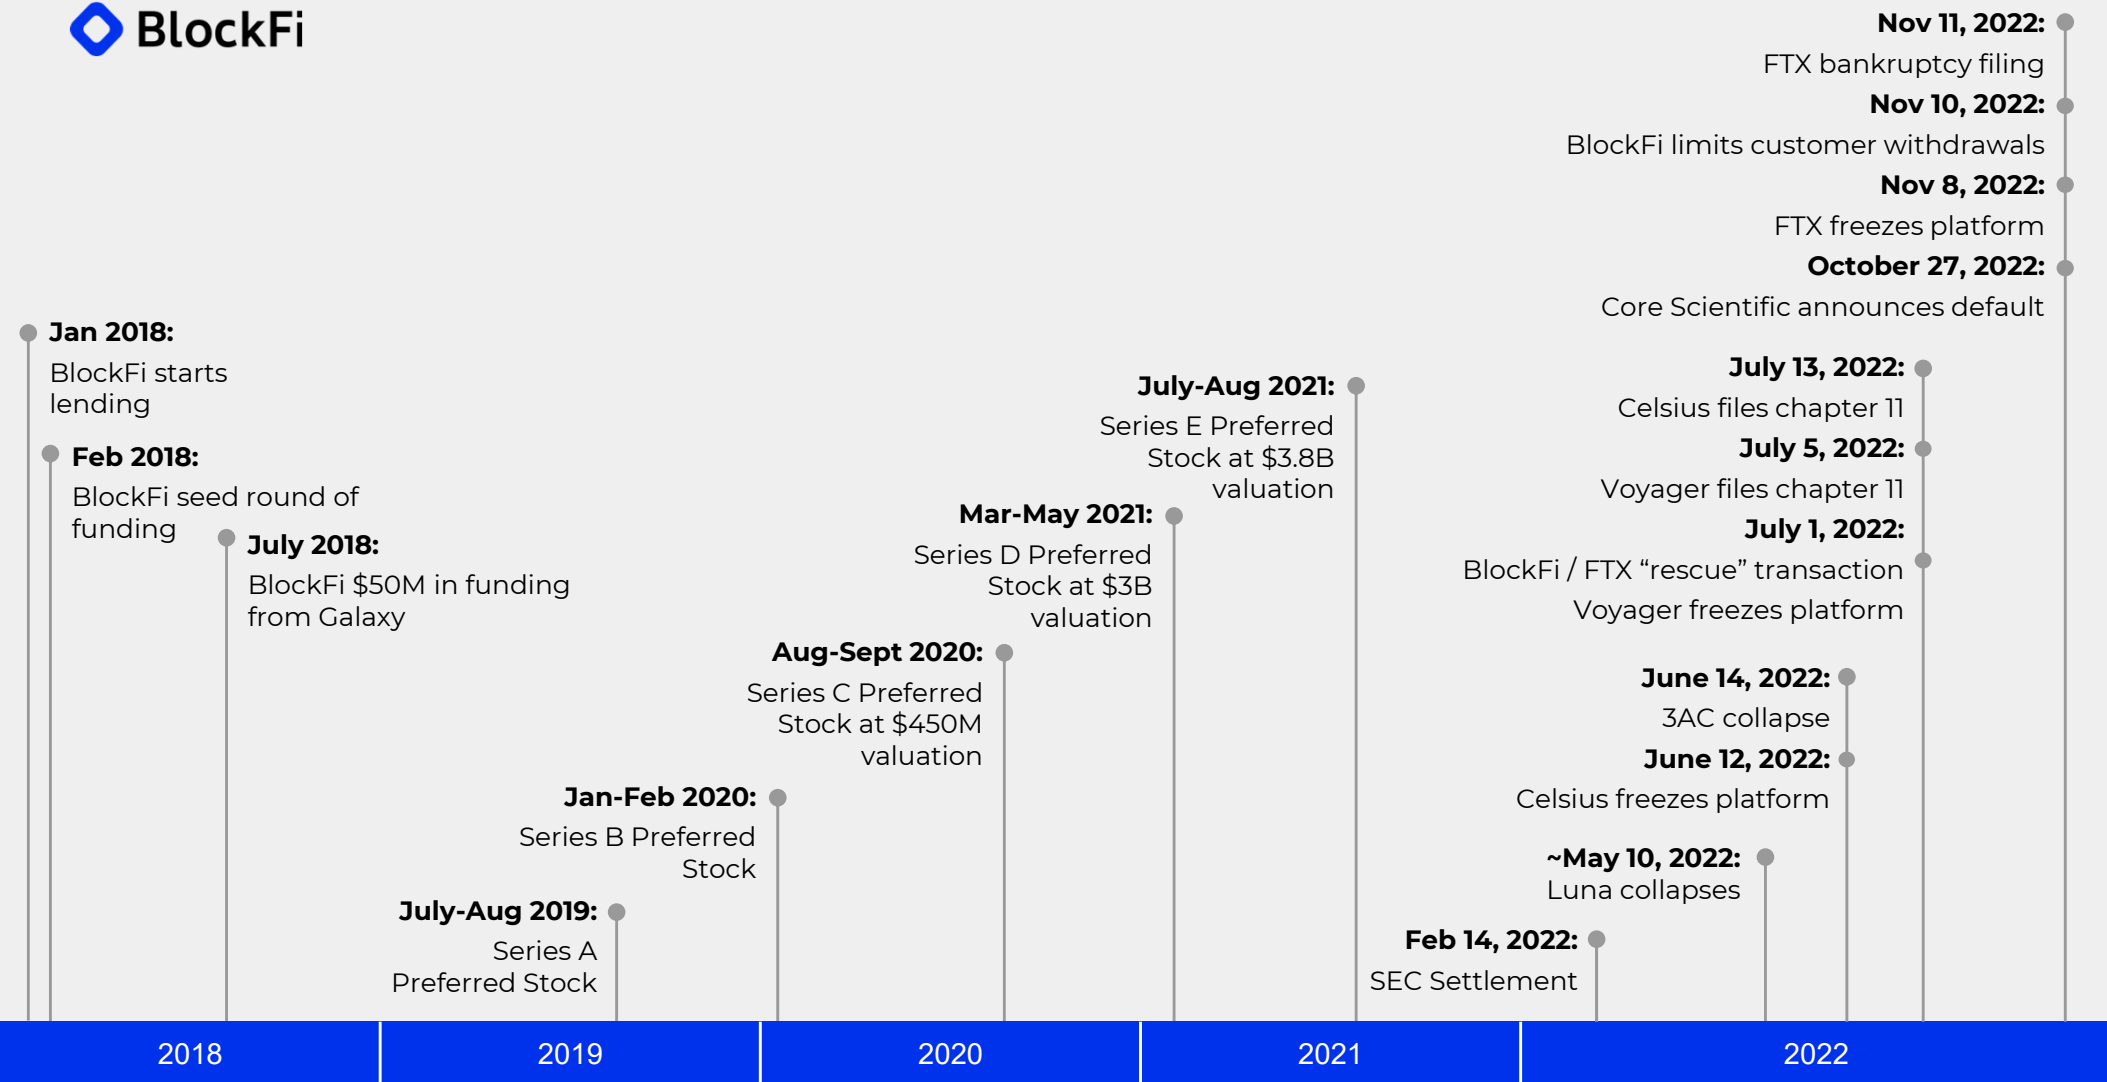 BlockFi
Jan 2018:
BlockFi starts
lending
Feb 2018:
BlockFi seed round of
funding
July 2018:
BlockFi $50M in funding
from Galaxy
July-Aug 2019:
Series A
Preferred Stock
Jan-Feb 2020:
Series B Preferred
Stock
Aug-Sept 2020:
Series C Preferred
Stock at $450M
valuation
Mar-May 2021:
Series D Preferred
Stock at $3B
valuation
July-Aug 2021:
Series E Preferred
Stock at $3.8B
valuation
Feb 14, 2022:
SEC Settlement
~May 10, 2022:
Luna collapses
June 14, 2022:
3AC collapse
June 12, 2022:
Celsius freezes platform
July 13, 2022:
Celsius files chapter 11
July 5, 2022:
Voyager files chapter 11
July 1, 2022:
BlockFi / FTX “rescue” transaction
Voyager freezes platform
Nov 11, 2022:
FTX bankruptcy filing
Nov 10, 2022:
BlockFi limits customer withdrawals
Nov 8, 2022:
FTX freezes platform
October 27, 2022:
Core Scientific announces default
2018
2019
2020
2021
2022